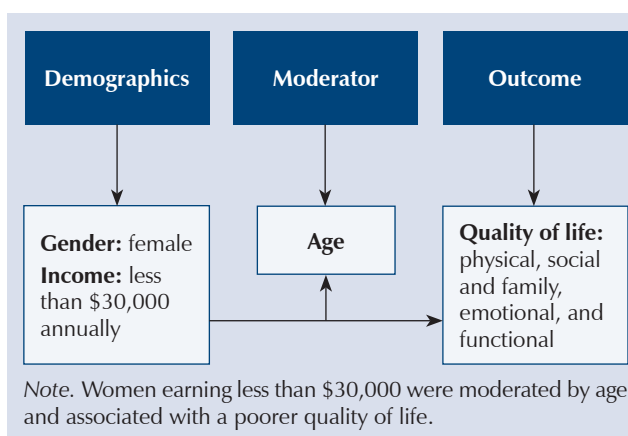 Demographics
Moderator
Outcome
Gender: female
Income: less
than $30,000
annually
Age
Quality of life:
physical, social
and family,
emotional, and
functional
Note. Women earning less than $30,000 were moderated by age
and associated with a poorer quality of life.